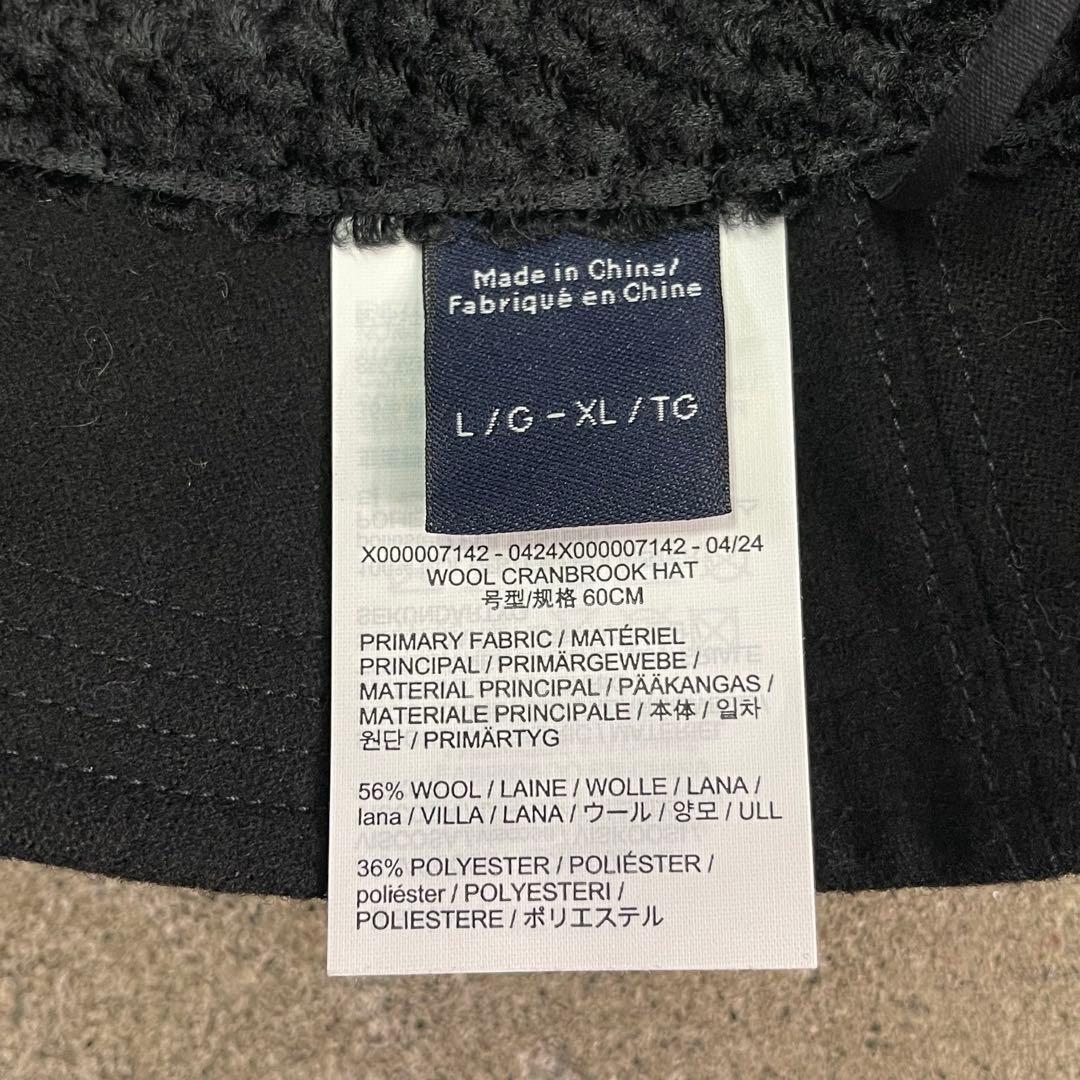 Made in China/
Fabriqué en Chine
L / G - XL / TG
X000007142 - 0424X000007142 - 04/24
WOOL CRANBROOK HAT
号型/规格 60CM
PRIMARY FABRIC / MATÉRIEL
PRINCIPAL / PRIMÄRGEWEBE /
MATERIAL PRINCIPAL / PÄÄKANGAS /
MATERIALE PRINCIPALE / 本体 / 일차
원단 / PRIMÄRTYG
56% WOOL / LAINE / WOLLE / LANA /
lana / VILLA / LANA / ウール / 양모 / ULL
36% POLYESTER / POLIÉSTER /
poliéster / POLYESTERI /
POLIESTERE / ポリエステル